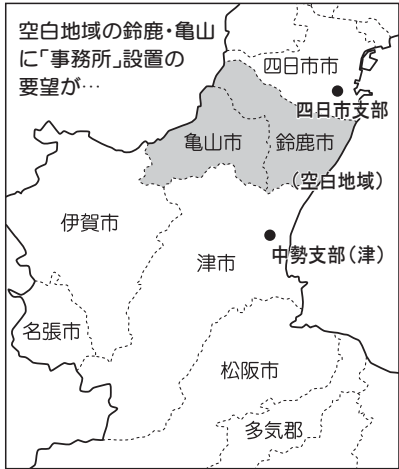 空白地域の鈴鹿・亀山
に「事務所」設置の
要望が…
四日市市
四日市支部
亀山市
鈴鹿市
(空白地域)
伊賀市
津市
中勢支部(津)
名張市
松阪市
多気郡